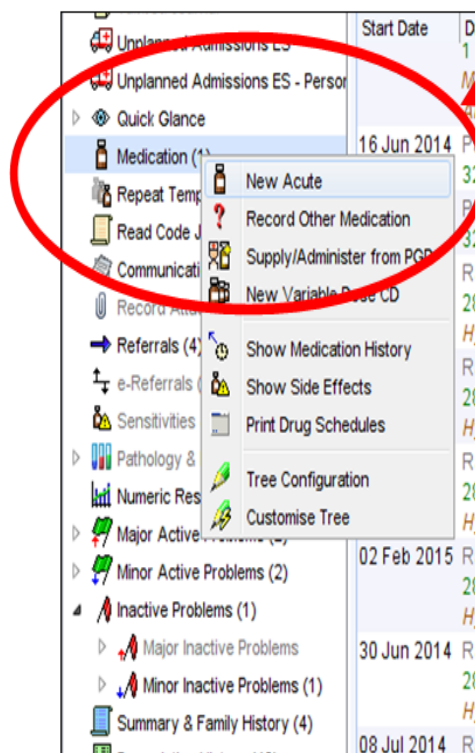 Start Date
Unplanned Admissions ES
Unplanned Admissions ES - Person
Quick Glance
Medication (1)
16 Jun 2014
New Acute
Repeat Temp
Record Other Medication
Read Code J
Supply/Administer from PGD
Communicati
New Variable Dose CD
Record
Referrals (4)
Show Medication History
e-Referrals
Show Side Effects
Sensitivities
Print Drug Schedules
Pathology &
Tree Configuration
Numeric Res
Customise Tree
Major Active Problems (2)
02 Feb 2015
Minor Active Problems (2)
Inactive Problems (1)
Major Inactive Problems
30 Jun 2014
Minor Inactive Problems (1)
Summary & Family History (4)
08 Jul 2014